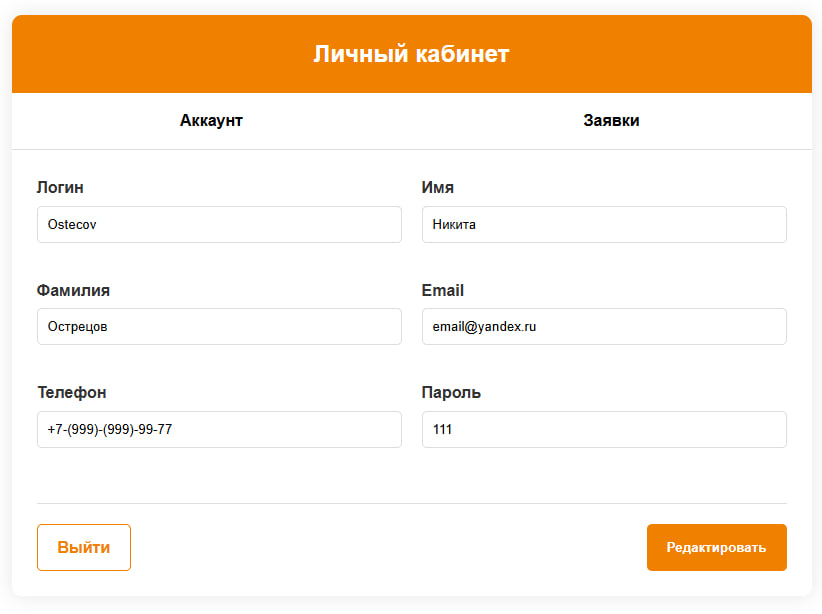 Личный кабинет
Аккаунт Заявки
Логин Имя
Ostecov Никита
Фамилия Email
Острецов email@yandex.ru
Телефон Пароль
+7-(999)-(999)-99-77 111
Выйти Редактировать